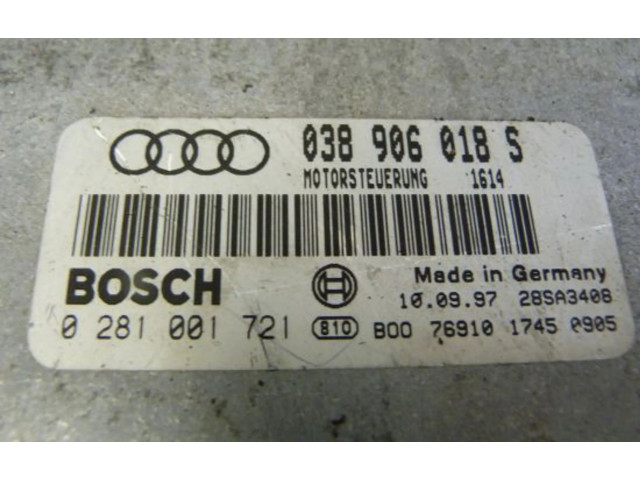 038 906 018 S
MOTORSTEUERUNG 1614
BOSCH
Made in Germany
10.09.97 28SA3408
0 281 001 721 810 B00 76910 1745 0905